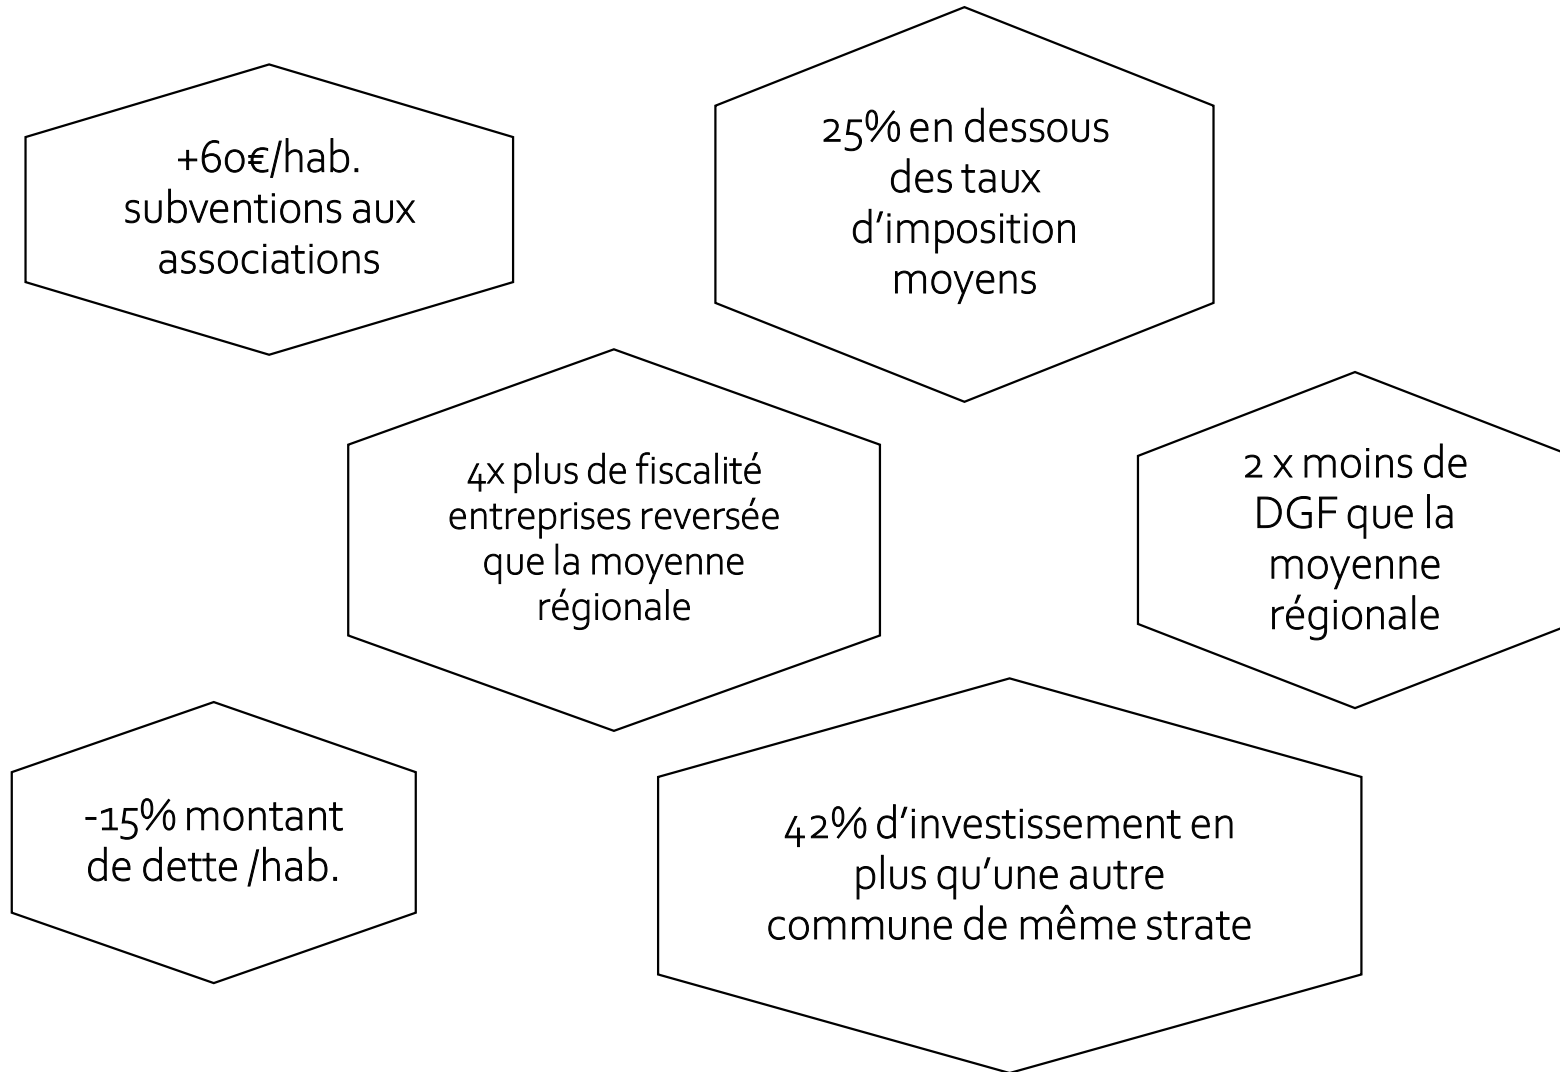 +60€/hab.
subventions aux
associations
25% en dessous
des taux
d’imposition
moyens
4x plus de fiscalité
entreprises reversée
que la moyenne
régionale
2 x moins de
DGF que la
moyenne
régionale
-15% montant
de dette /hab.
42% d’investissement en
plus qu’une autre
commune de même strate